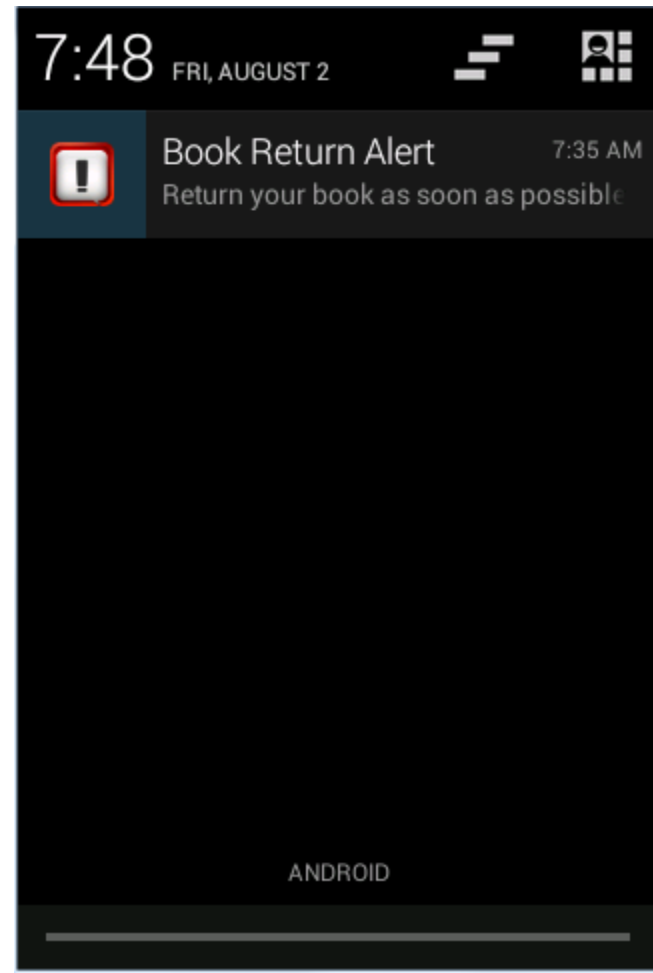 7:48 FRI, AUGUST 2
Book Return Alert 7:35 AM
Return your book as soon as possible
ANDROID